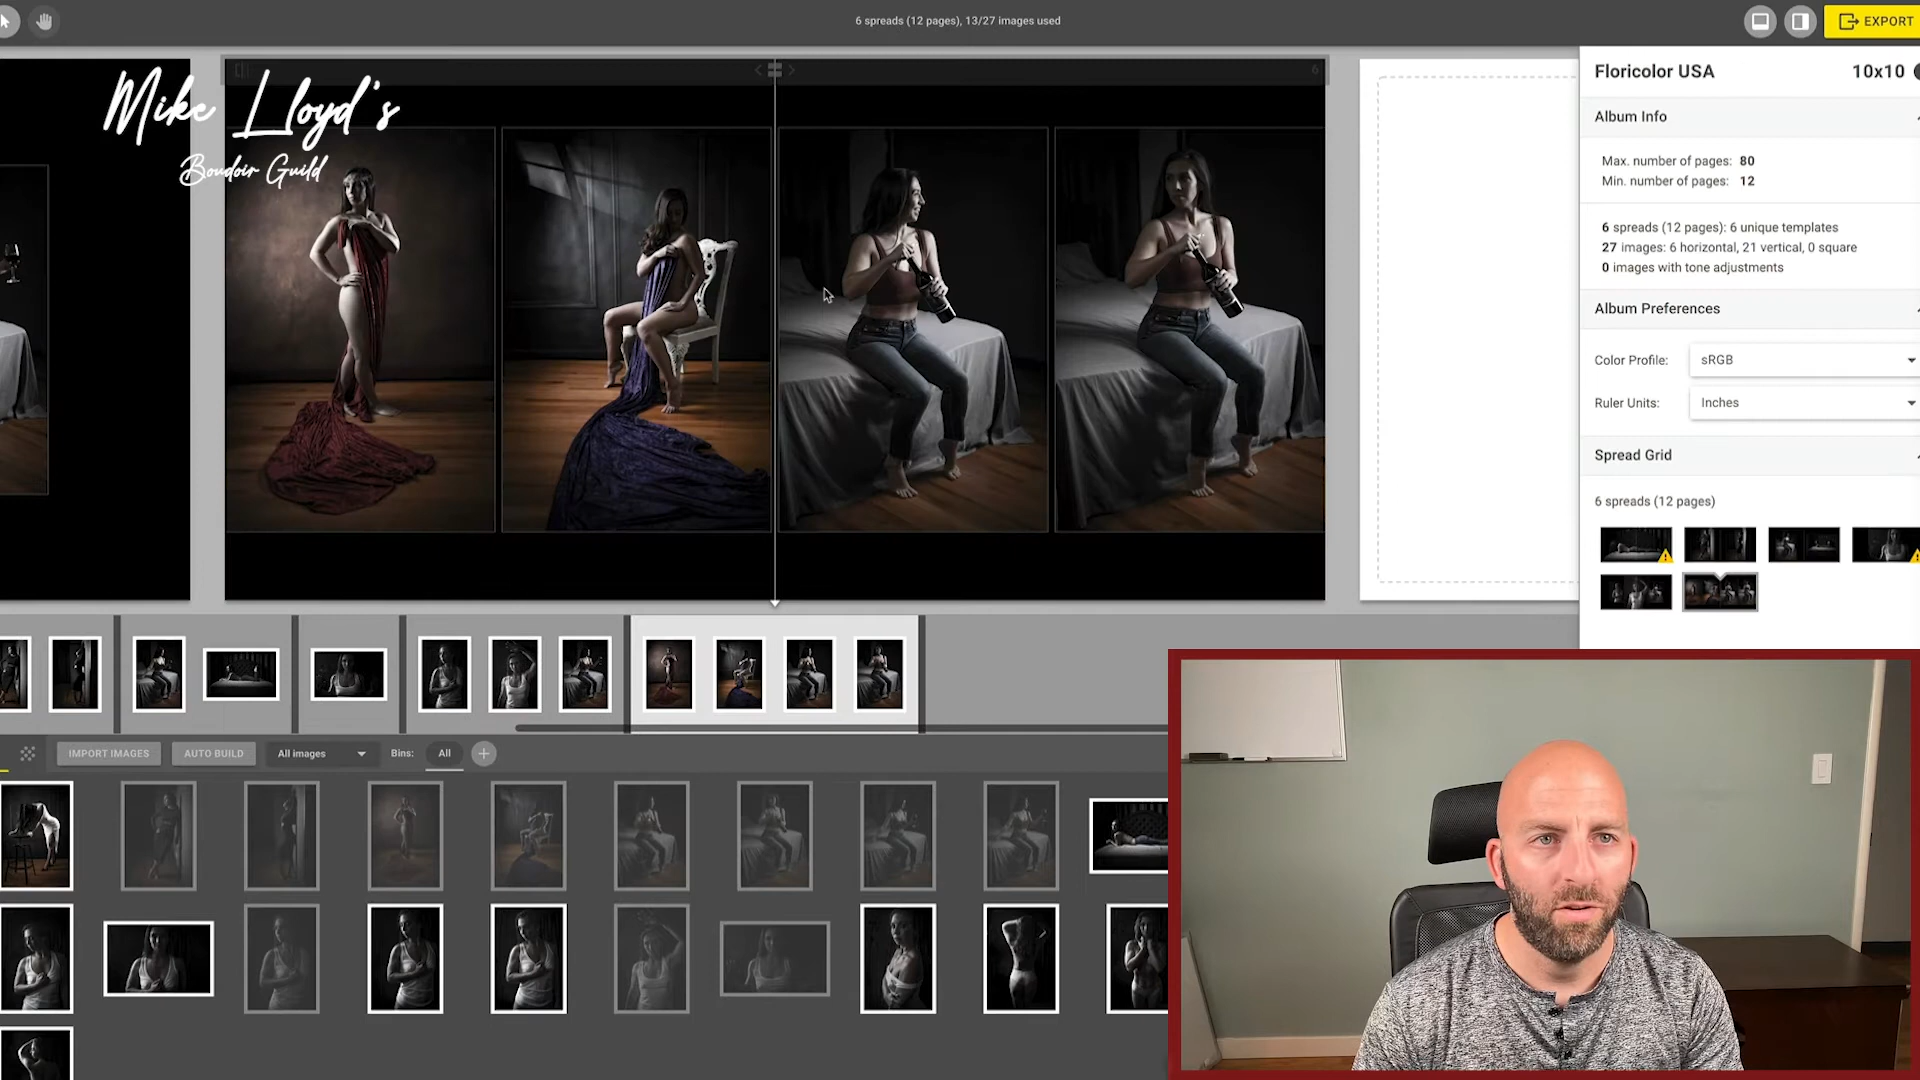 6 spreads (12 pages), 13/27 images used
EXPORT
Mike Lloyd's
Boudoir Guild
6
Floricolor USA 10x10
Album Info
Max. number of pages: 80
Min. number of pages: 12
6 spreads (12 pages): 6 unique templates
27 images: 6 horizontal, 21 vertical, 0 square
0 images with tone adjustments
Album Preferences
Color Profile: sRGB
Ruler Units: Inches
Spread Grid
6 spreads (12 pages)
IMPORT IMAGES AUTO BUILD All images Bins: All